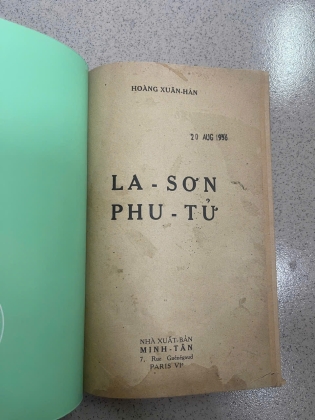 HOÀNG XUÂN-HÃN
29 AUG 1956
LA-SƠN
PHU-TỬ
NHÀ XUẤT-BẢN
MINH-TÂN
7, Rue Guénégaud
PARIS VIe